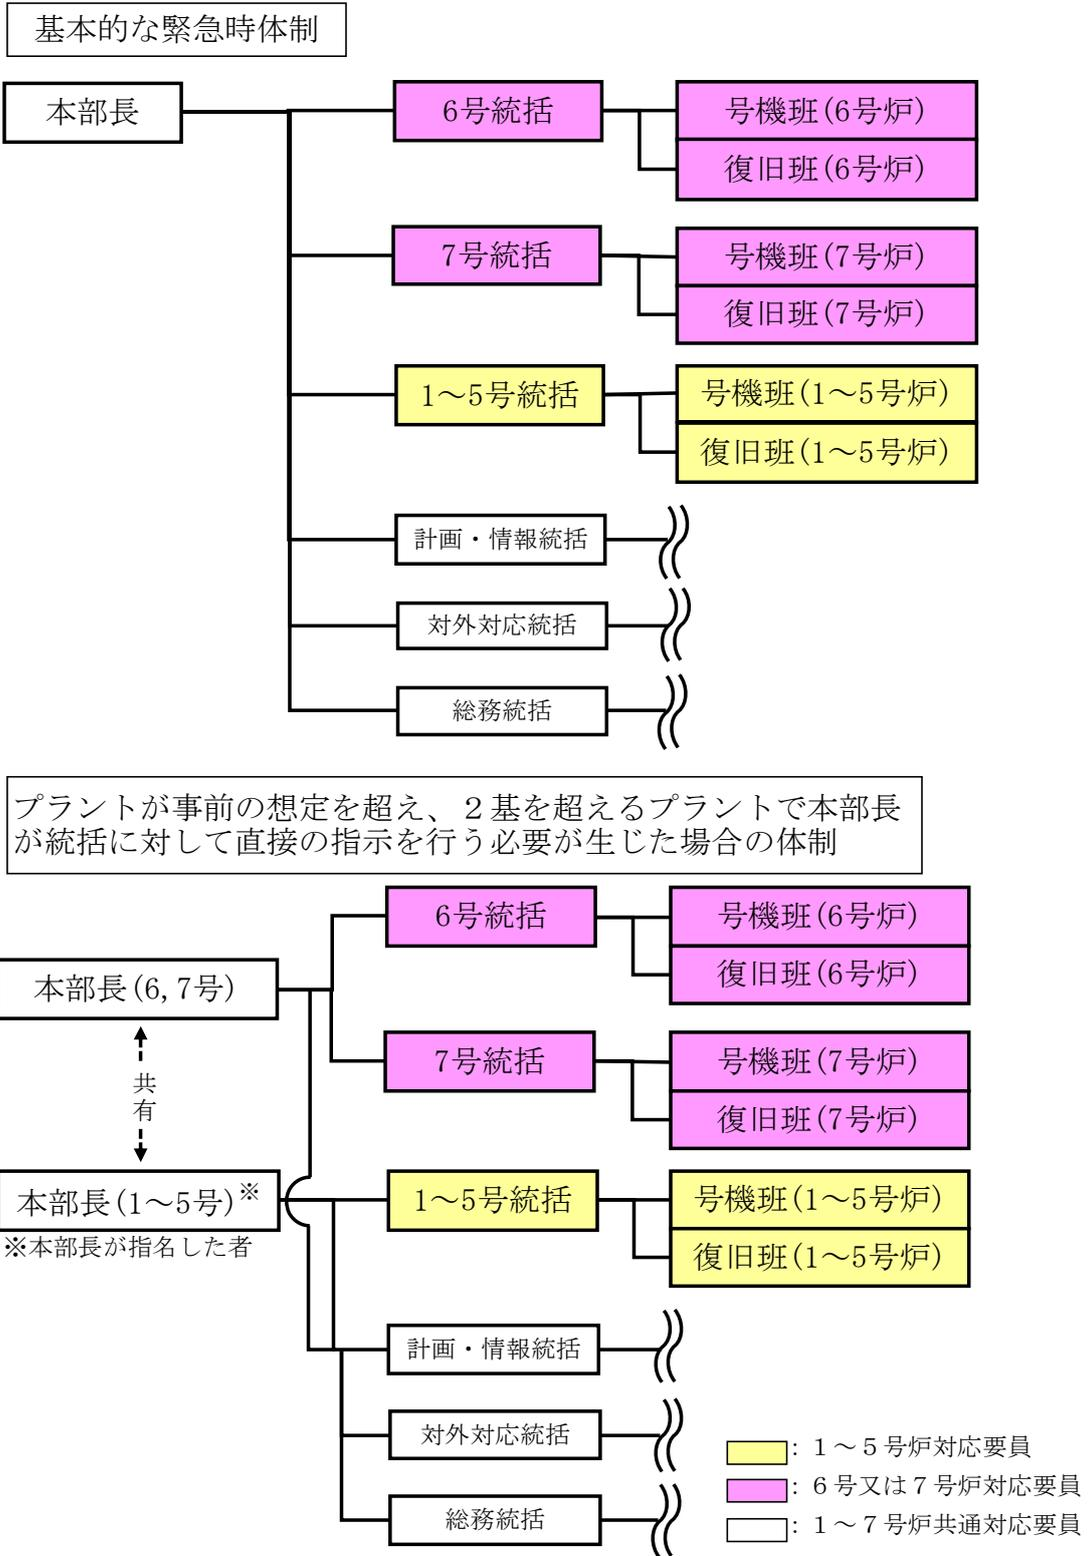 基本的な緊急時体制
本部長
6号統括
号機班(6号炉)
復旧班(6号炉)
7号統括
号機班(7号炉)
復旧班(7号炉)
1～5号統括
号機班(1～5号炉)
復旧班(1～5号炉)
計画・情報統括
対外対応統括
総務統括
プラントが事前の想定を超え、２基を超えるプラントで本部長
が統括に対して直接の指示を行う必要が生じた場合の体制
本部長(6,7号)
共有
本部長(1～5号)※
※本部長が指名した者
6号統括
号機班(6号炉)
復旧班(6号炉)
7号統括
号機班(7号炉)
復旧班(7号炉)
1～5号統括
号機班(1～5号炉)
復旧班(1～5号炉)
計画・情報統括
対外対応統括
総務統括
：１～５号炉対応要員
：６号又は７号炉対応要員
：１～７号炉共通対応要員